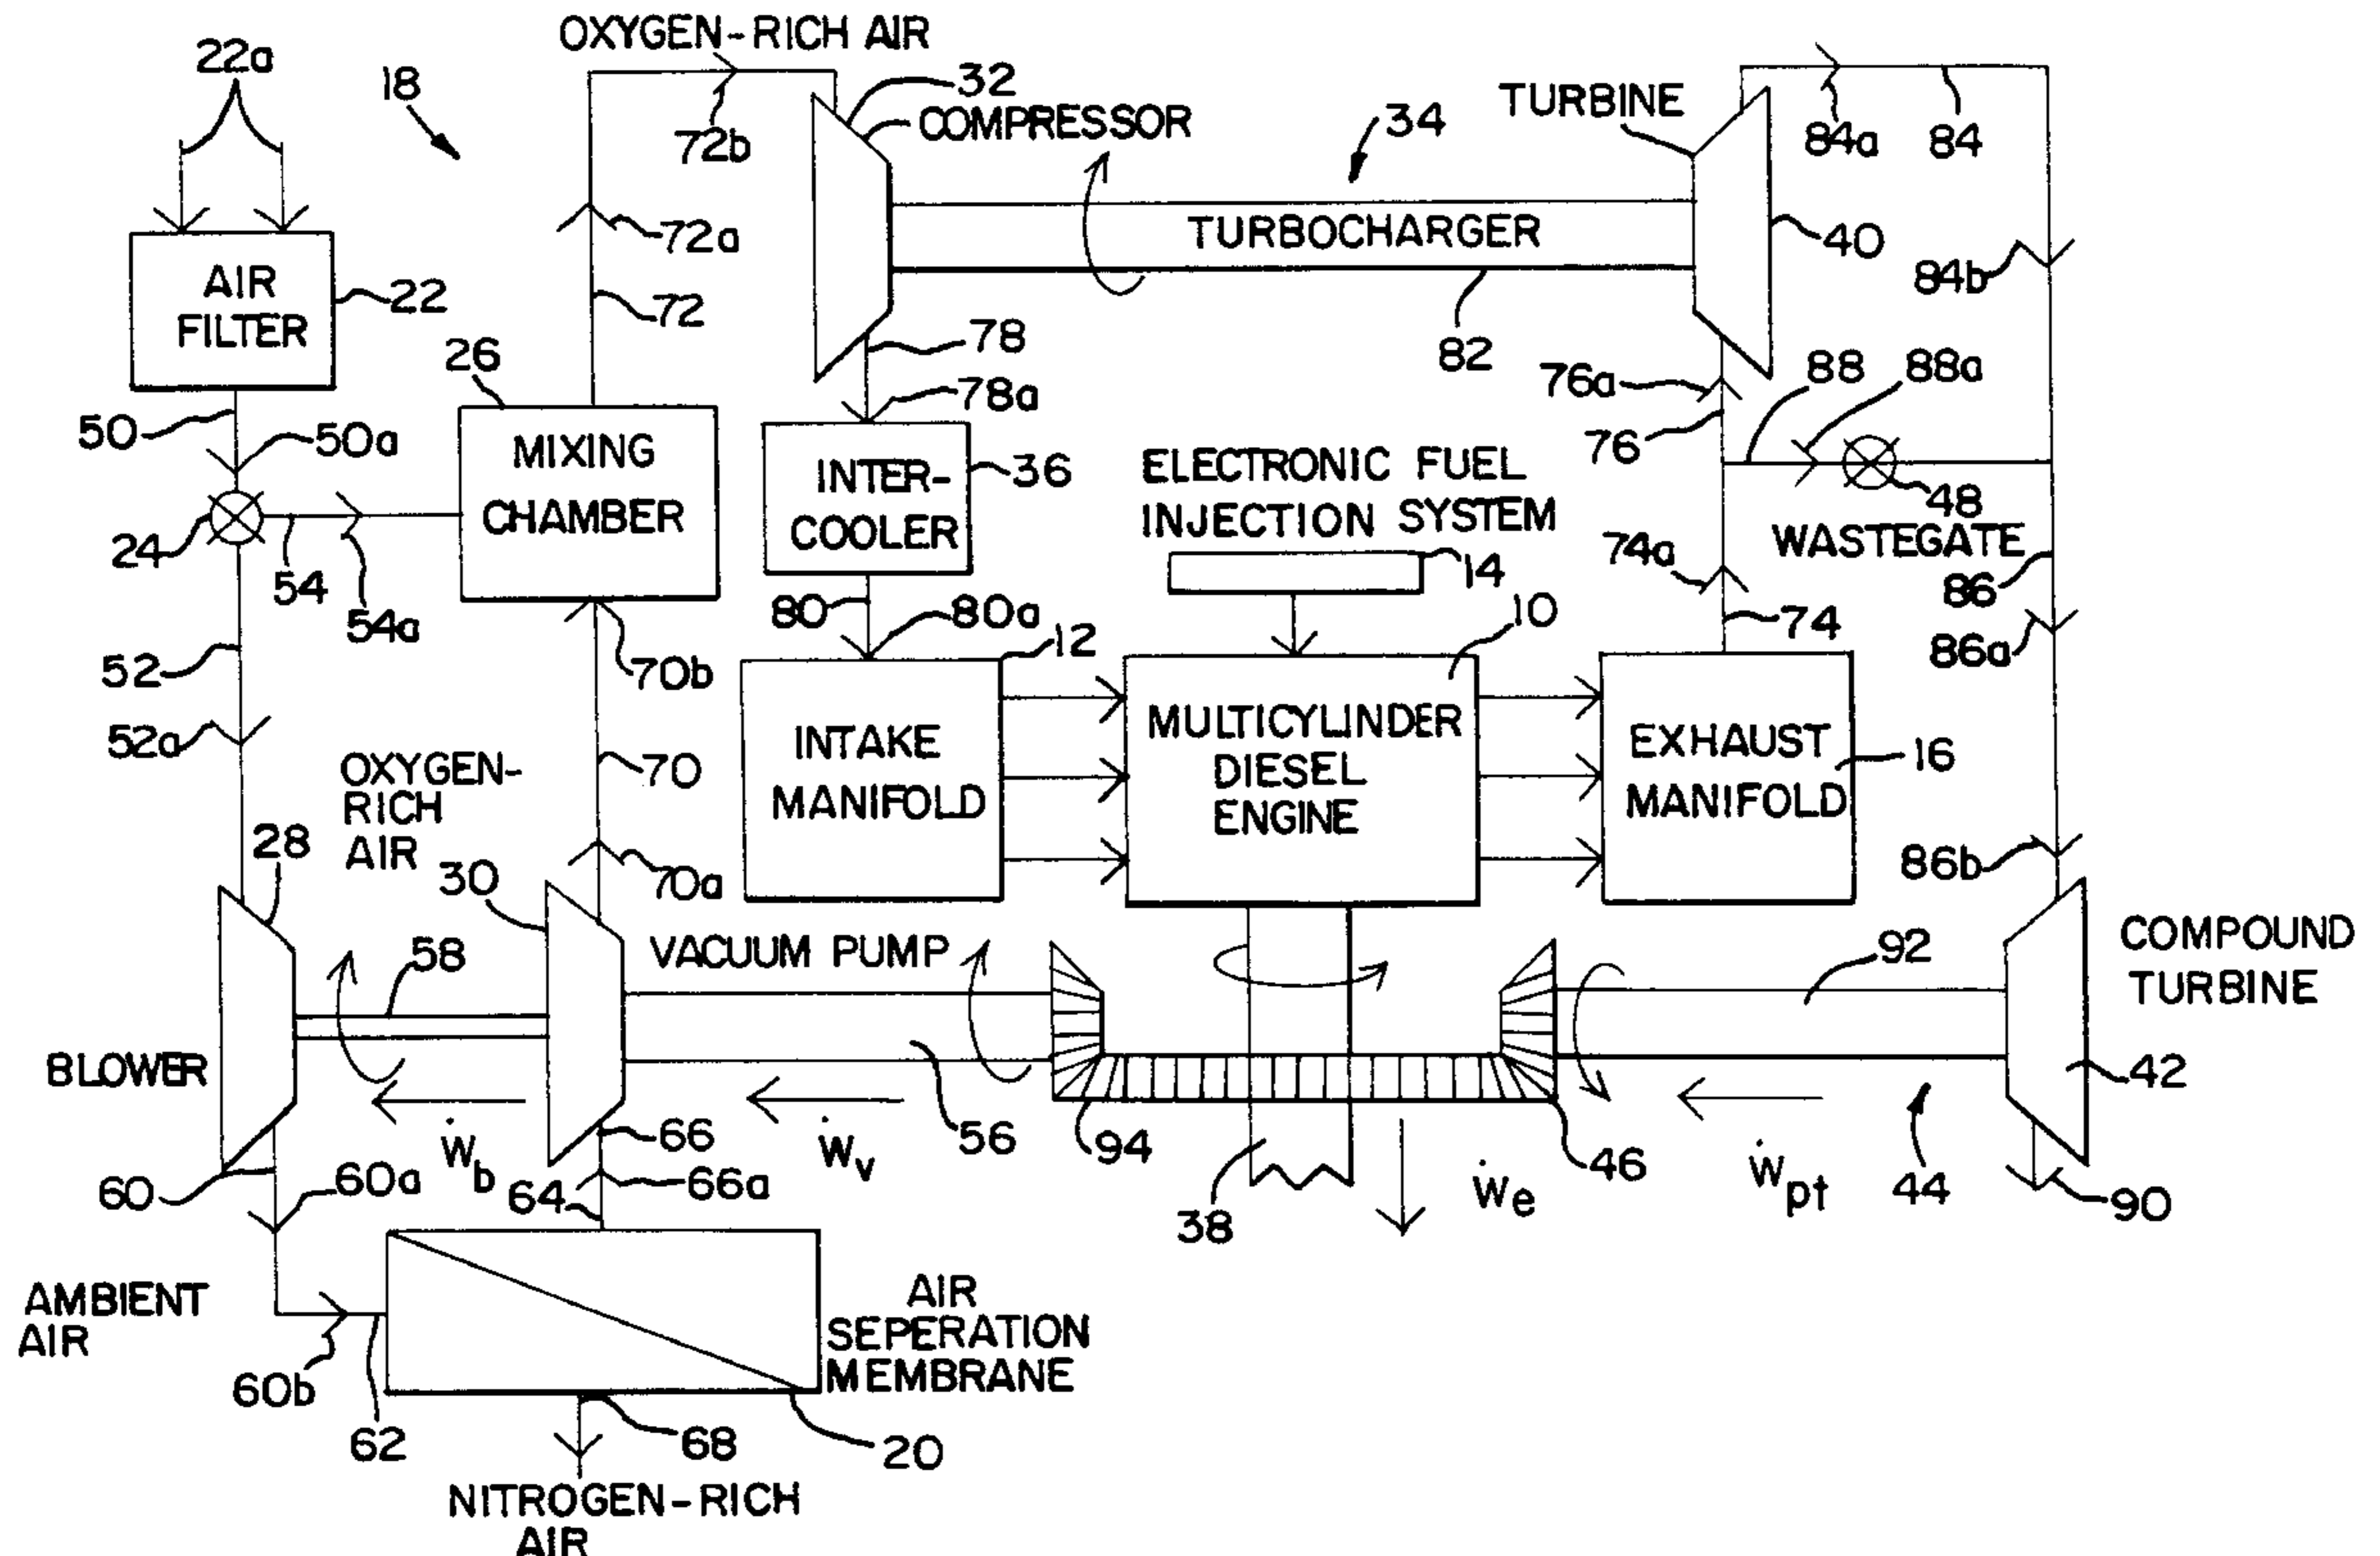 OXYGEN-RICH AIR
22a
18
32
COMPRESSOR
72b
34
TURBINE
84a
84
AIR
FILTER
22
72a
72
TURBOCHARGER
40
84b
82
26
78
78a
76a
88
88a
50
50a
MIXING
CHAMBER
INTER-
COOLER
36
76
ELECTRONIC FUEL
INJECTION SYSTEM
48
WASTEGATE
24
54
54a
14
74a
86
80
80a
12
10
74
86a
52
70b
52a
OXYGEN-
RICH
AIR
70
INTAKE
MANIFOLD
MULTICYLINDER
DIESEL
ENGINE
EXHAUST
MANIFOLD
16
28
30
70a
86b
58
VACUUM PUMP
92
COMPOUND
TURBINE
BLOWER
42
56
94
46
44
90
60
60a
Ẇb
64
66
66a
Ẇv
38
Ẇe
Ẇpt
AMBIENT
AIR
60b
62
AIR
SEPERATION
MEMBRANE
68
20
NITROGEN-RICH
AIR